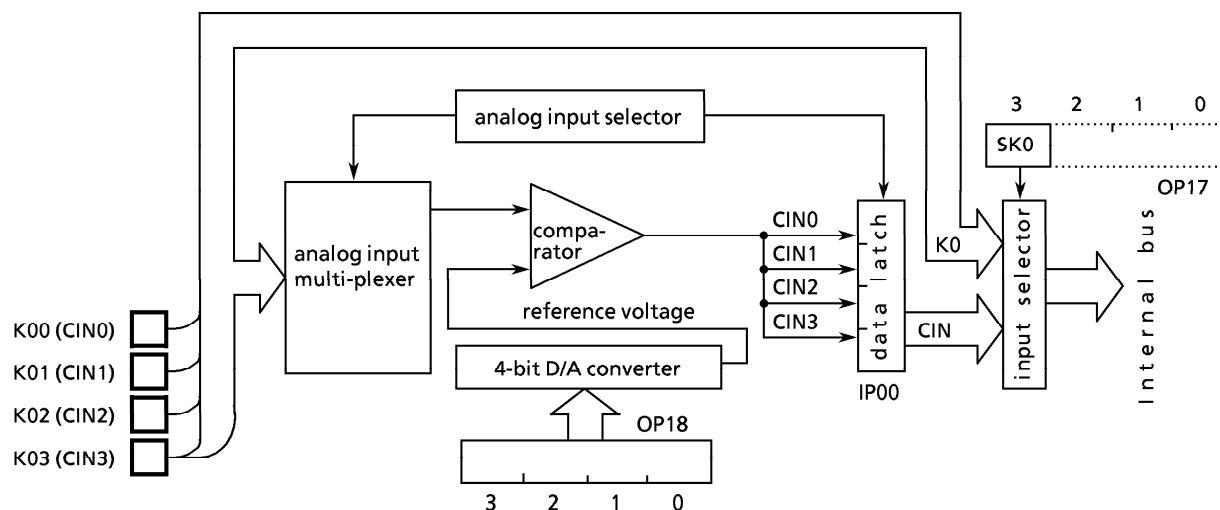 3 2 1 0
analog input selector
SK0
OP17
analog input
multi-plexer
compa-
rator
CIN0
CIN1
CIN2
CIN3
data latch
K0
CIN
input selector
Internal bus
reference voltage
K00 (CIN0)
K01 (CIN1)
K02 (CIN2)
K03 (CIN3)
4-bit D/A converter
IP00
OP18
3 2 1 0